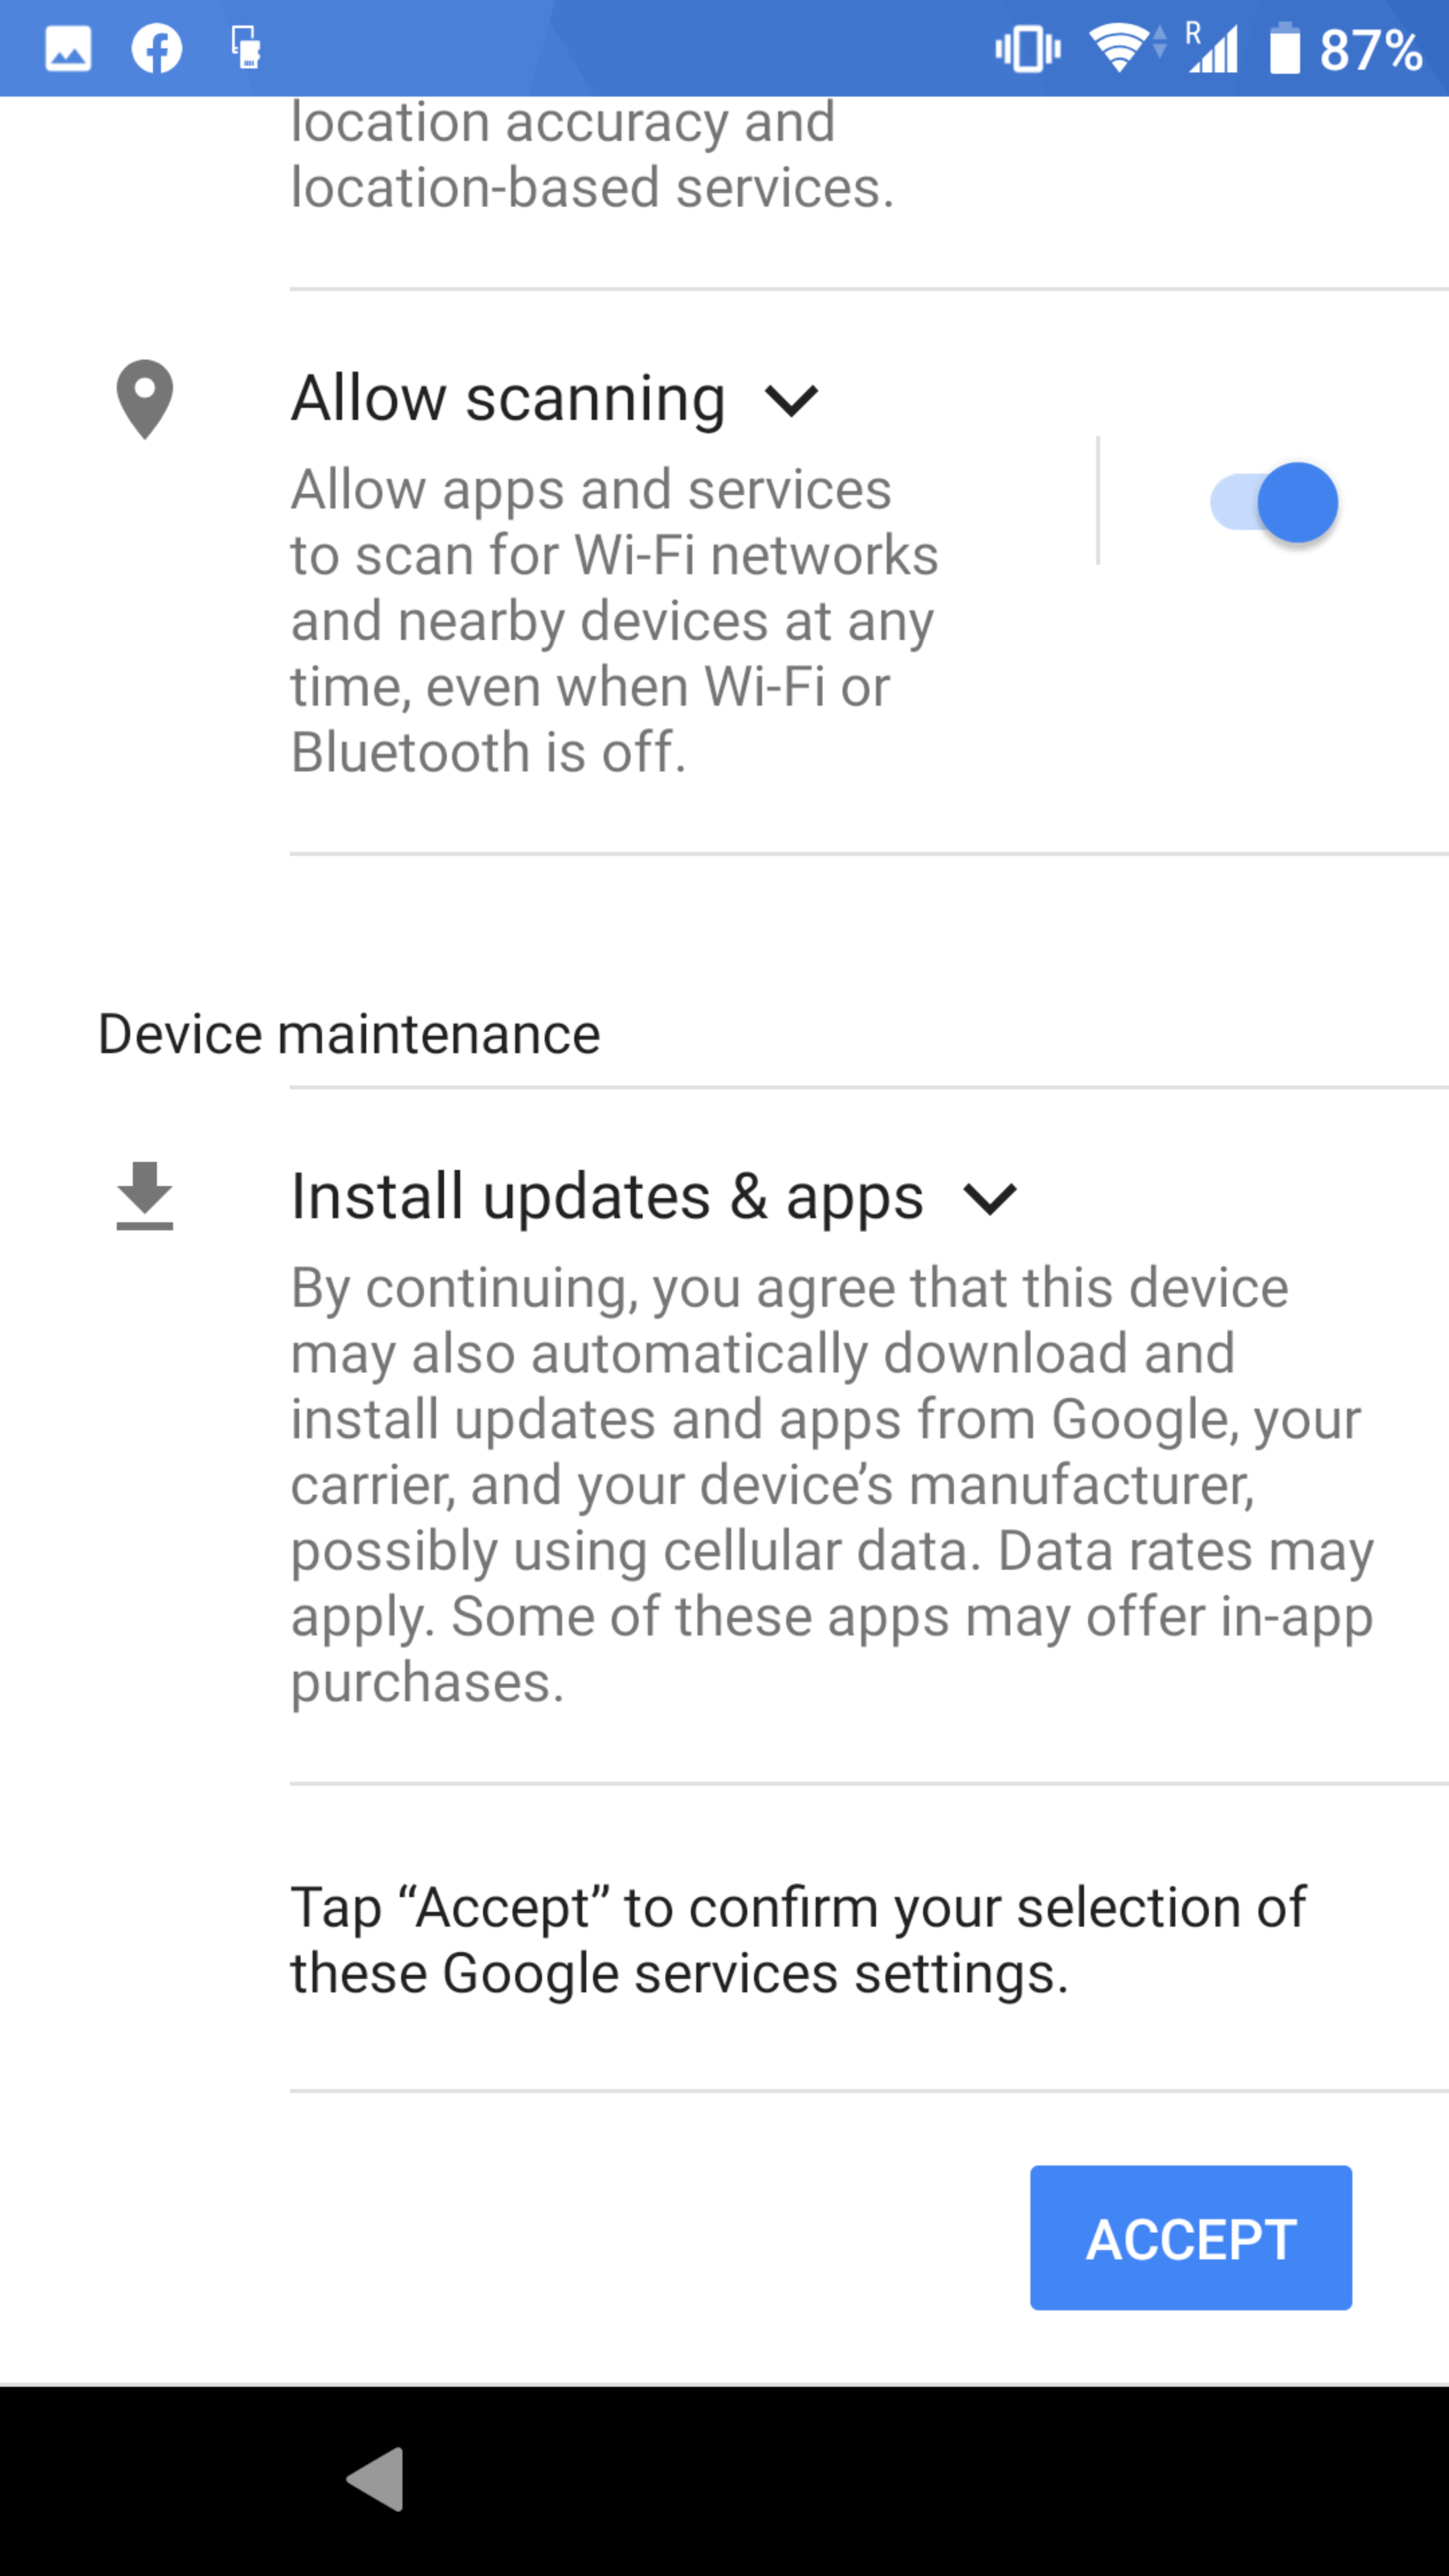 R 87%
location accuracy and
location-based services.
Allow scanning
Allow apps and services
to scan for Wi-Fi networks
and nearby devices at any
time, even when Wi-Fi or
Bluetooth is off.
Device maintenance
Install updates & apps
By continuing, you agree that this device
may also automatically download and
install updates and apps from Google, your
carrier, and your device’s manufacturer,
possibly using cellular data. Data rates may
apply. Some of these apps may offer in-app
purchases.
Tap “Accept” to confirm your selection of
these Google services settings.
ACCEPT